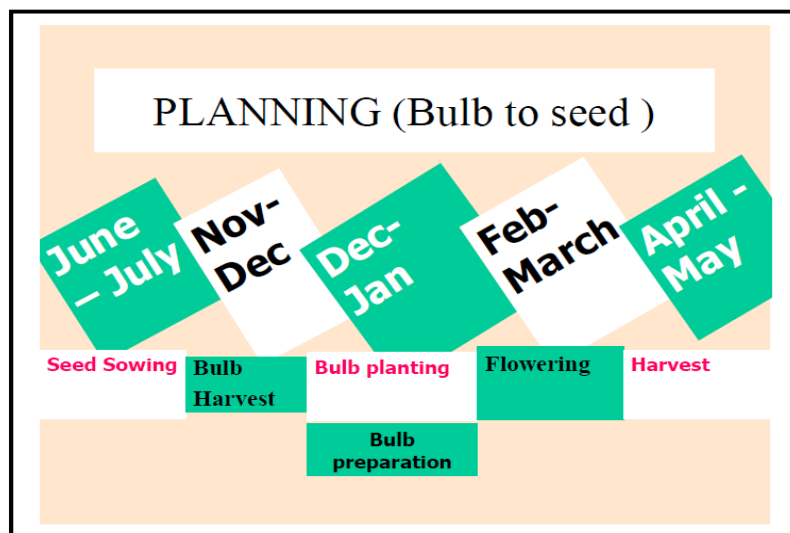 PLANNING (Bulb to seed )
June
– July
Nov-
Dec
Dec-
Jan
Feb-
March
April -
May
Seed Sowing
Bulb
Harvest
Bulb planting
Flowering
Harvest
Bulb
preparation